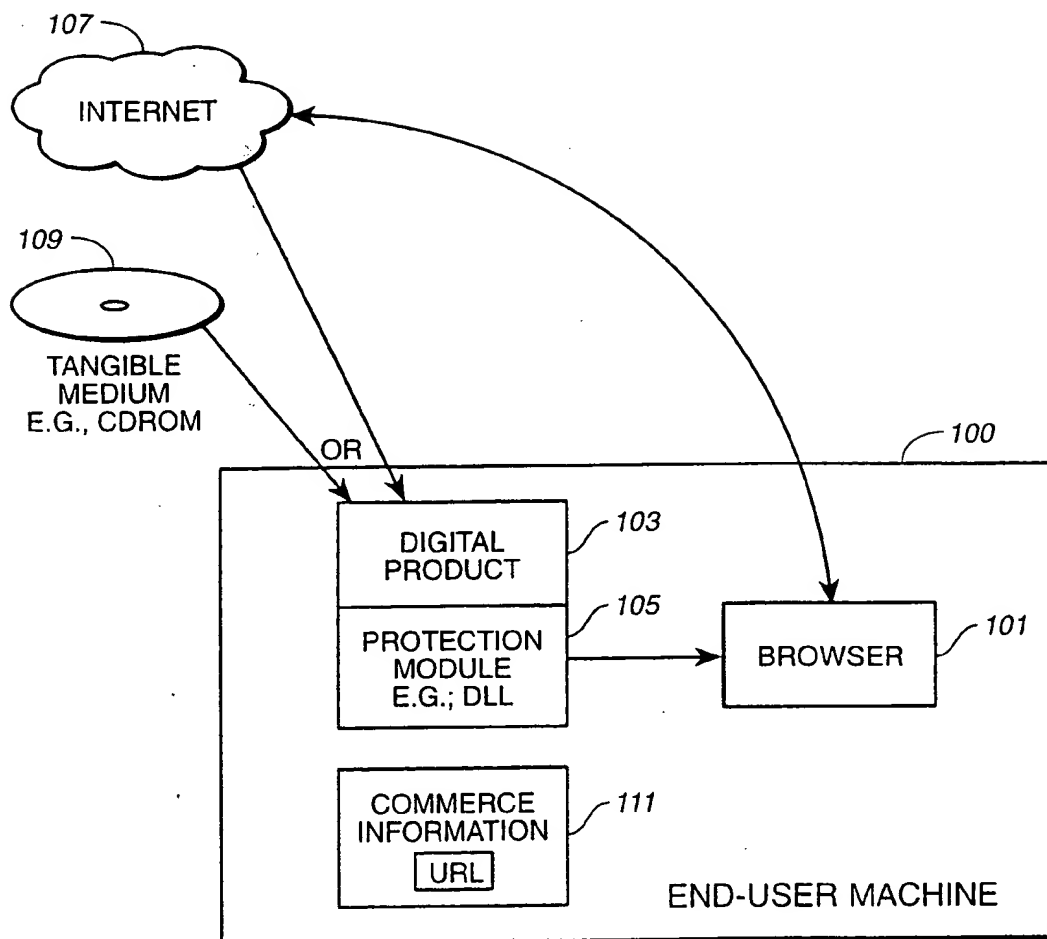 107
INTERNET
109
TANGIBLE
MEDIUM
E.G., CDROM
OR
100
DIGITAL
PRODUCT
103
105
PROTECTION
MODULE
E.G.; DLL
BROWSER
101
COMMERCE
INFORMATION
URL
111
END-USER MACHINE